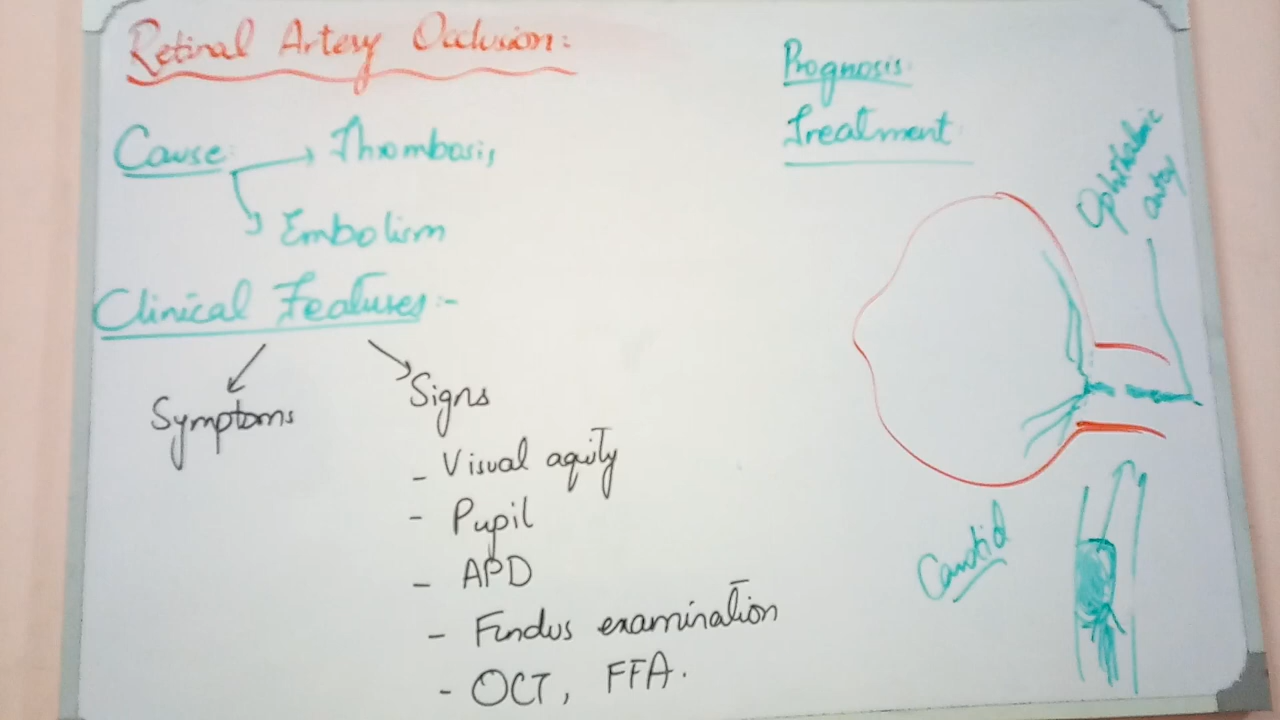 Retinal Artery Occlusion:
Cause: → Thrombosis,
Embolism
Clinical Features:-
Symptoms
Signs
- Visual aquity
- Pupil
- APD
- Fundus examination
- OCT, FFA.
Prognosis:
Treatment
Ophthalmic
artery
Carotid